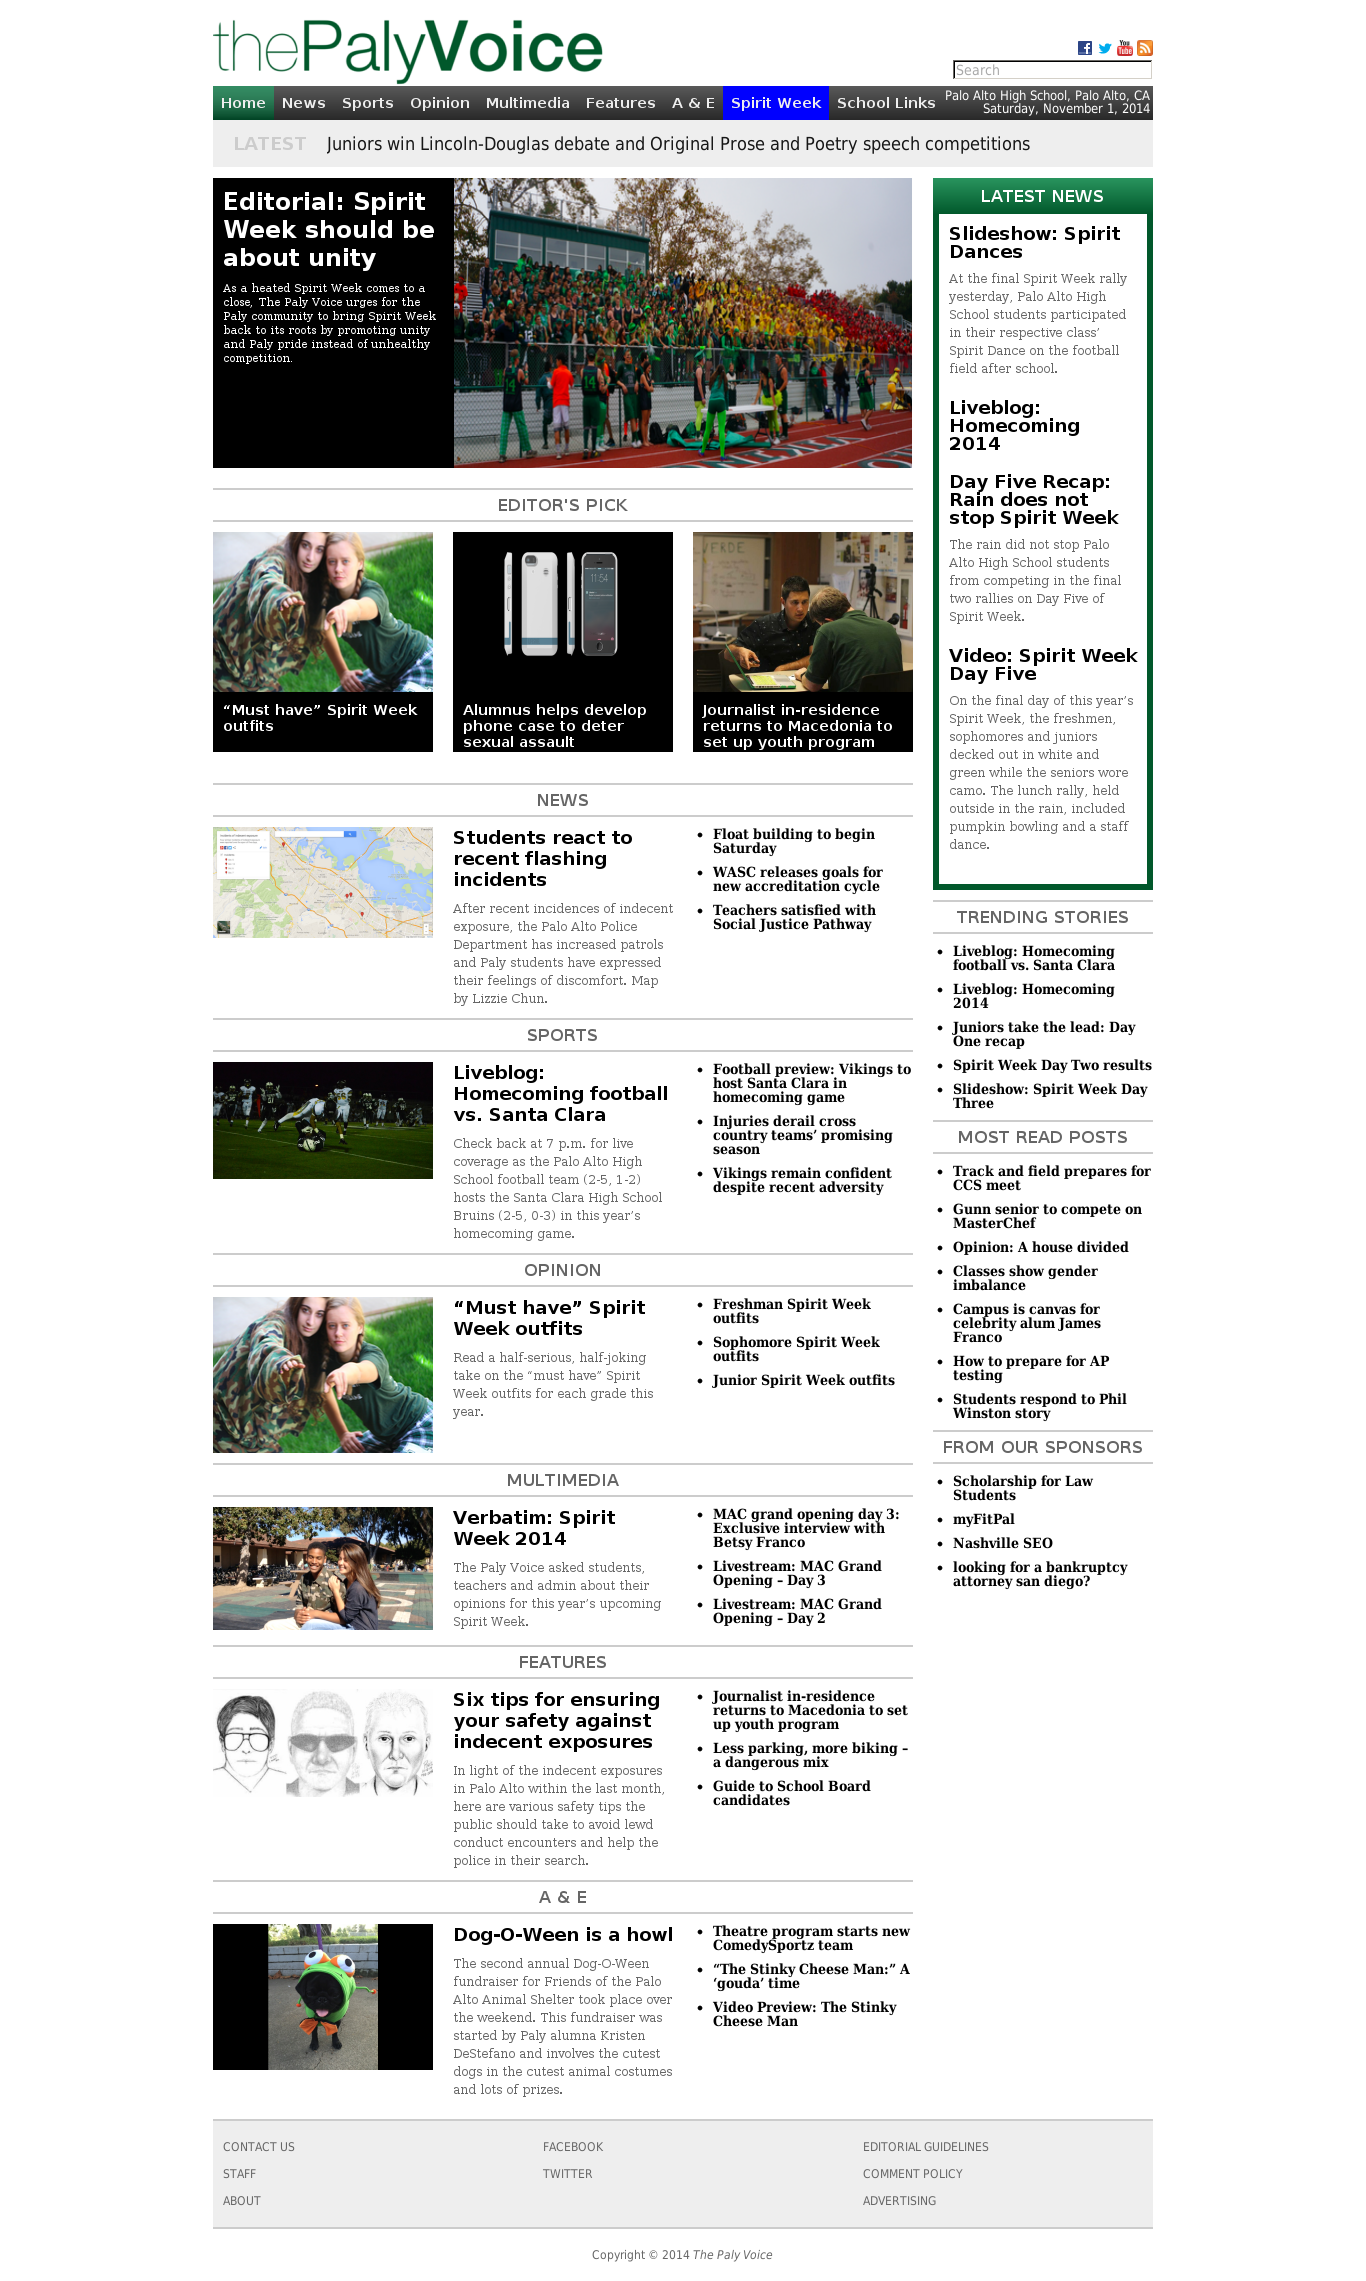 thePalyVoice
Search
Home News Sports Opinion Multimedia Features A & E Spirit Week School Links
Palo Alto High School, Palo Alto, CA
Saturday, November 1, 2014
LATEST Juniors win Lincoln-Douglas debate and Original Prose and Poetry speech competitions
Editorial: Spirit
Week should be
about unity
As a heated Spirit Week comes to a
close, The Paly Voice urges for the
Paly community to bring Spirit Week
back to its roots by promoting unity
and Paly pride instead of unhealthy
competition.
EDITOR'S PICK
“Must have” Spirit Week
outfits
11:54
Alumnus helps develop
phone case to deter
sexual assault
VERDE
Journalist in-residence
returns to Macedonia to
set up youth program
NEWS
Students react to
recent flashing
incidents
After recent incidences of indecent
exposure, the Palo Alto Police
Department has increased patrols
and Paly students have expressed
their feelings of discomfort. Map
by Lizzie Chun.
• Float building to begin
Saturday
• WASC releases goals for
new accreditation cycle
• Teachers satisfied with
Social Justice Pathway
SPORTS
Liveblog:
Homecoming football
vs. Santa Clara
Check back at 7 p.m. for live
coverage as the Palo Alto High
School football team (2-5, 1-2)
hosts the Santa Clara High School
Bruins (2-5, 0-3) in this year’s
homecoming game.
• Football preview: Vikings to
host Santa Clara in
homecoming game
• Injuries derail cross
country teams’ promising
season
• Vikings remain confident
despite recent adversity
OPINION
“Must have” Spirit
Week outfits
Read a half-serious, half-joking
take on the “must have” Spirit
Week outfits for each grade this
year.
• Freshman Spirit Week
outfits
• Sophomore Spirit Week
outfits
• Junior Spirit Week outfits
MULTIMEDIA
Verbatim: Spirit
Week 2014
The Paly Voice asked students,
teachers and admin about their
opinions for this year’s upcoming
Spirit Week.
• MAC grand opening day 3:
Exclusive interview with
Betsy Franco
• Livestream: MAC Grand
Opening – Day 3
• Livestream: MAC Grand
Opening – Day 2
FEATURES
Six tips for ensuring
your safety against
indecent exposures
In light of the indecent exposures
in Palo Alto within the last month,
here are various safety tips the
public should take to avoid lewd
conduct encounters and help the
police in their search.
• Journalist in-residence
returns to Macedonia to set
up youth program
• Less parking, more biking –
a dangerous mix
• Guide to School Board
candidates
A & E
Dog-O-Ween is a howl
The second annual Dog-O-Ween
fundraiser for Friends of the Palo
Alto Animal Shelter took place over
the weekend. This fundraiser was
started by Paly alumna Kristen
DeStefano and involves the cutest
dogs in the cutest animal costumes
and lots of prizes.
• Theatre program starts new
ComedySportz team
• “The Stinky Cheese Man:” A
‘gouda’ time
• Video Preview: The Stinky
Cheese Man
LATEST NEWS
Slideshow: Spirit
Dances
At the final Spirit Week rally
yesterday, Palo Alto High
School students participated
in their respective class’
Spirit Dance on the football
field after school.
Liveblog:
Homecoming
2014
Day Five Recap:
Rain does not
stop Spirit Week
The rain did not stop Palo
Alto High School students
from competing in the final
two rallies on Day Five of
Spirit Week.
Video: Spirit Week
Day Five
On the final day of this year’s
Spirit Week, the freshmen,
sophomores and juniors
decked out in white and
green while the seniors wore
camo. The lunch rally, held
outside in the rain, included
pumpkin bowling and a staff
dance.
TRENDING STORIES
• Liveblog: Homecoming
football vs. Santa Clara
• Liveblog: Homecoming
2014
• Juniors take the lead: Day
One recap
• Spirit Week Day Two results
• Slideshow: Spirit Week Day
Three
MOST READ POSTS
• Track and field prepares for
CCS meet
• Gunn senior to compete on
MasterChef
• Opinion: A house divided
• Classes show gender
imbalance
• Campus is canvas for
celebrity alum James
Franco
• How to prepare for AP
testing
• Students respond to Phil
Winston story
FROM OUR SPONSORS
• Scholarship for Law
Students
• myFitPal
• Nashville SEO
• looking for a bankruptcy
attorney san diego?
CONTACT US
STAFF
ABOUT
FACEBOOK
TWITTER
EDITORIAL GUIDELINES
COMMENT POLICY
ADVERTISING
Copyright © 2014 The Paly Voice